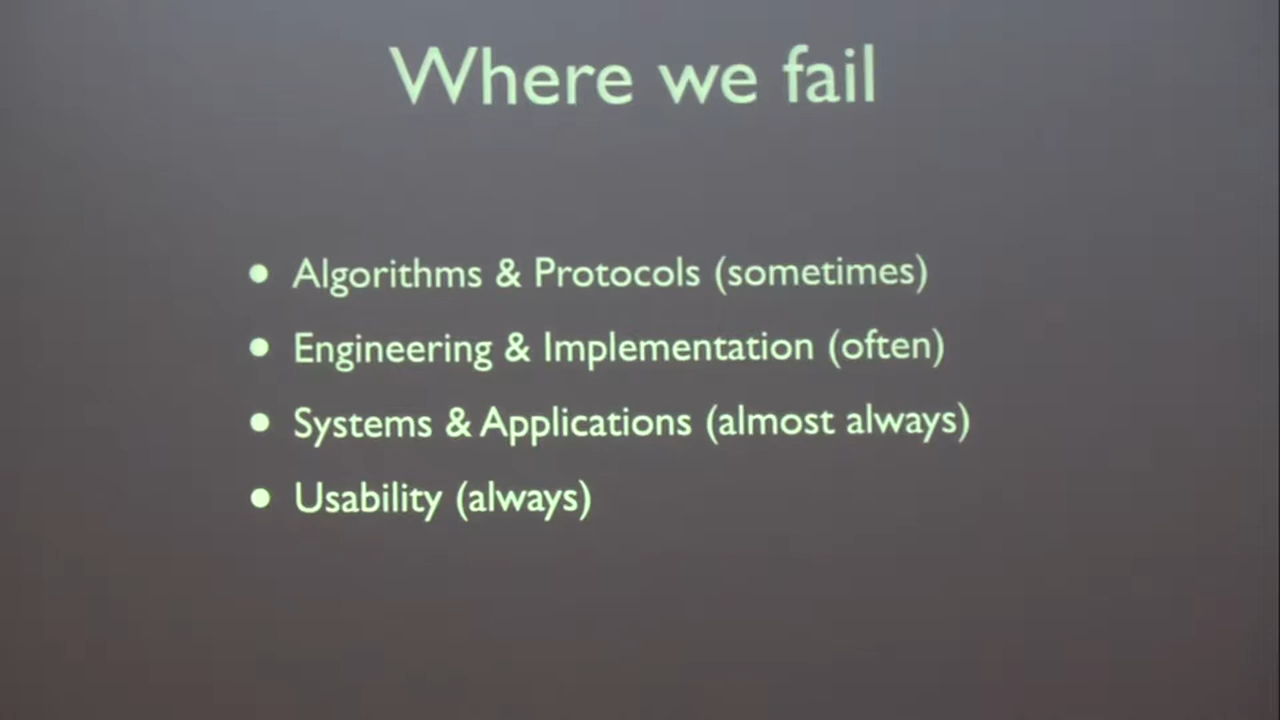 Where we fail
• Algorithms & Protocols (sometimes)
• Engineering & Implementation (often)
• Systems & Applications (almost always)
• Usability (always)